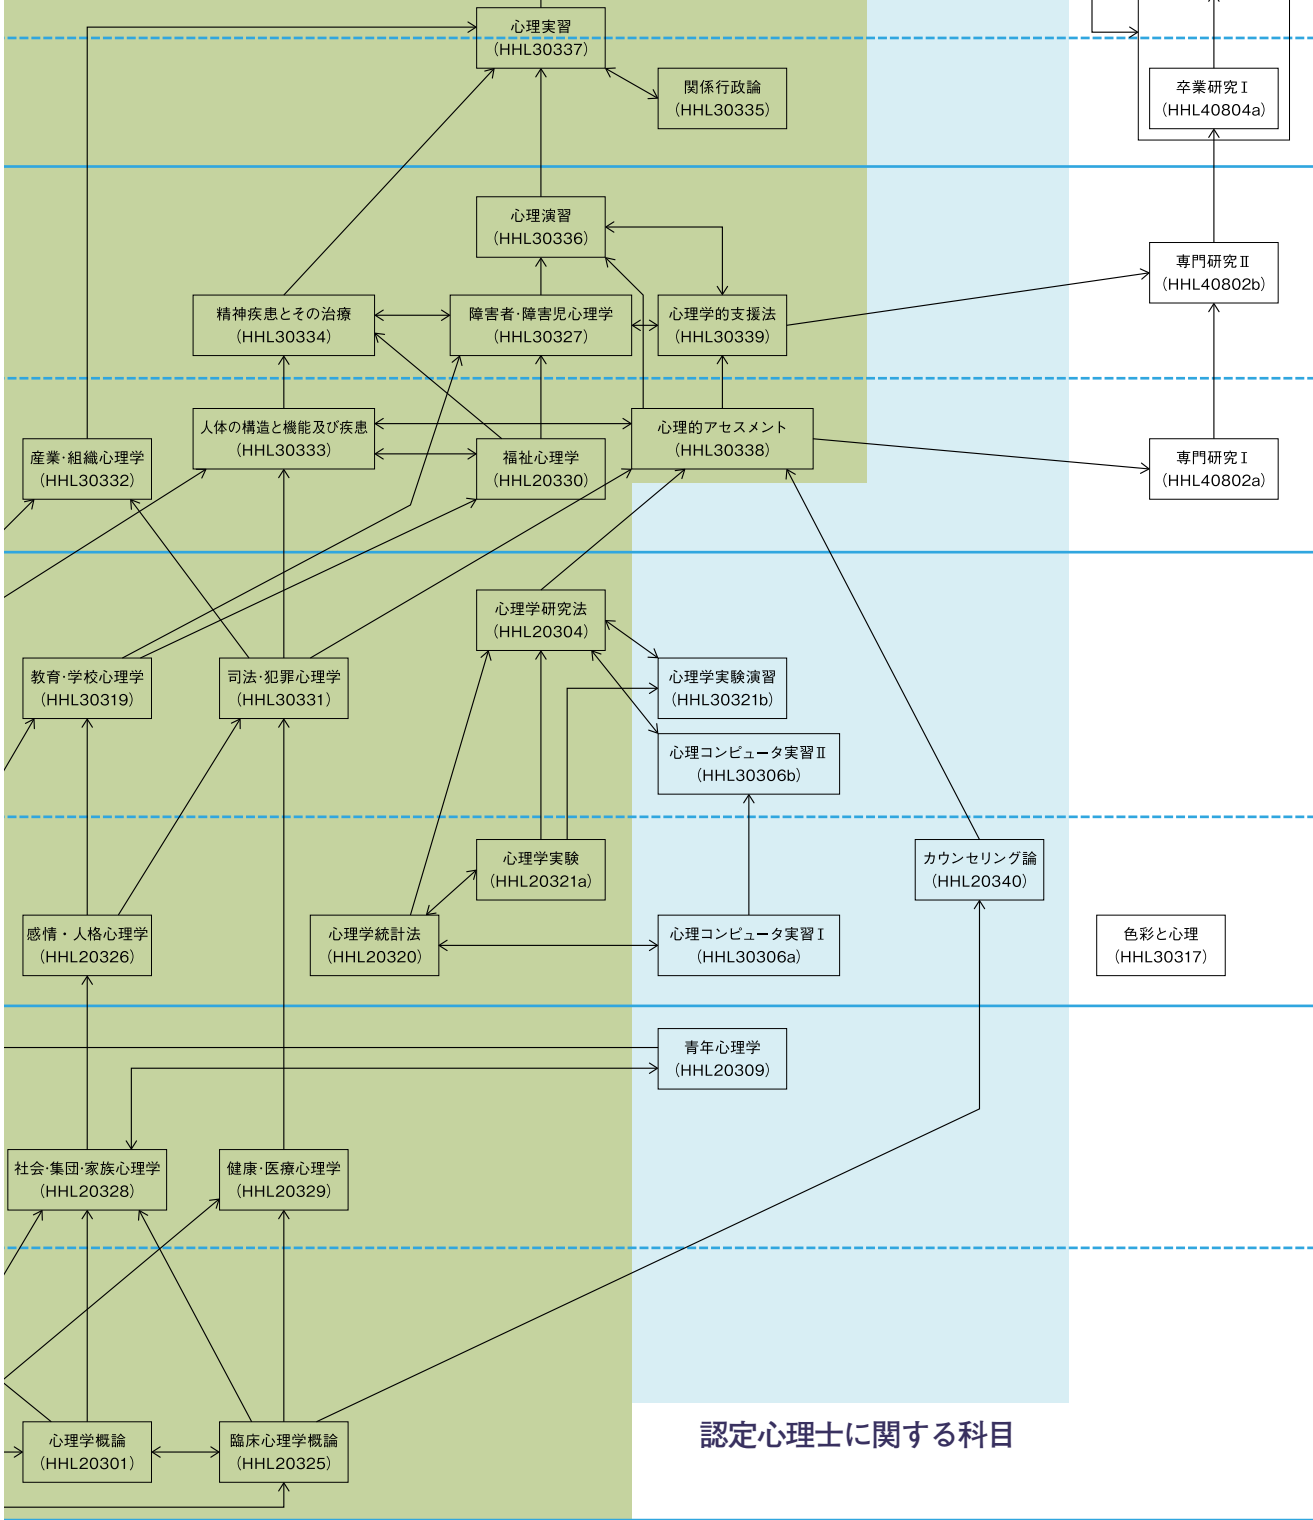 心理実習
(HHL30337)
関係行政論
(HHL30335)
卒業研究Ⅰ
(HHL40804a)
心理演習
(HHL30336)
専門研究Ⅱ
(HHL40802b)
精神疾患とその治療
(HHL30334)
障害者・障害児心理学
(HHL30327)
心理学的支援法
(HHL30339)
人体の構造と機能及び疾患
(HHL30333)
心理的アセスメント
(HHL30338)
産業・組織心理学
(HHL30332)
福祉心理学
(HHL20330)
専門研究Ⅰ
(HHL40802a)
心理学研究法
(HHL20304)
教育・学校心理学
(HHL30319)
司法・犯罪心理学
(HHL30331)
心理学実験演習
(HHL30321b)
心理コンピュータ実習Ⅱ
(HHL30306b)
心理学実験
(HHL20321a)
カウンセリング論
(HHL20340)
感情・人格心理学
(HHL20326)
心理学統計法
(HHL20320)
心理コンピュータ実習Ⅰ
(HHL30306a)
色彩と心理
(HHL30317)
青年心理学
(HHL20309)
社会・集団・家族心理学
(HHL20328)
健康・医療心理学
(HHL20329)
心理学概論
(HHL20301)
臨床心理学概論
(HHL20325)
認定心理士に関する科目